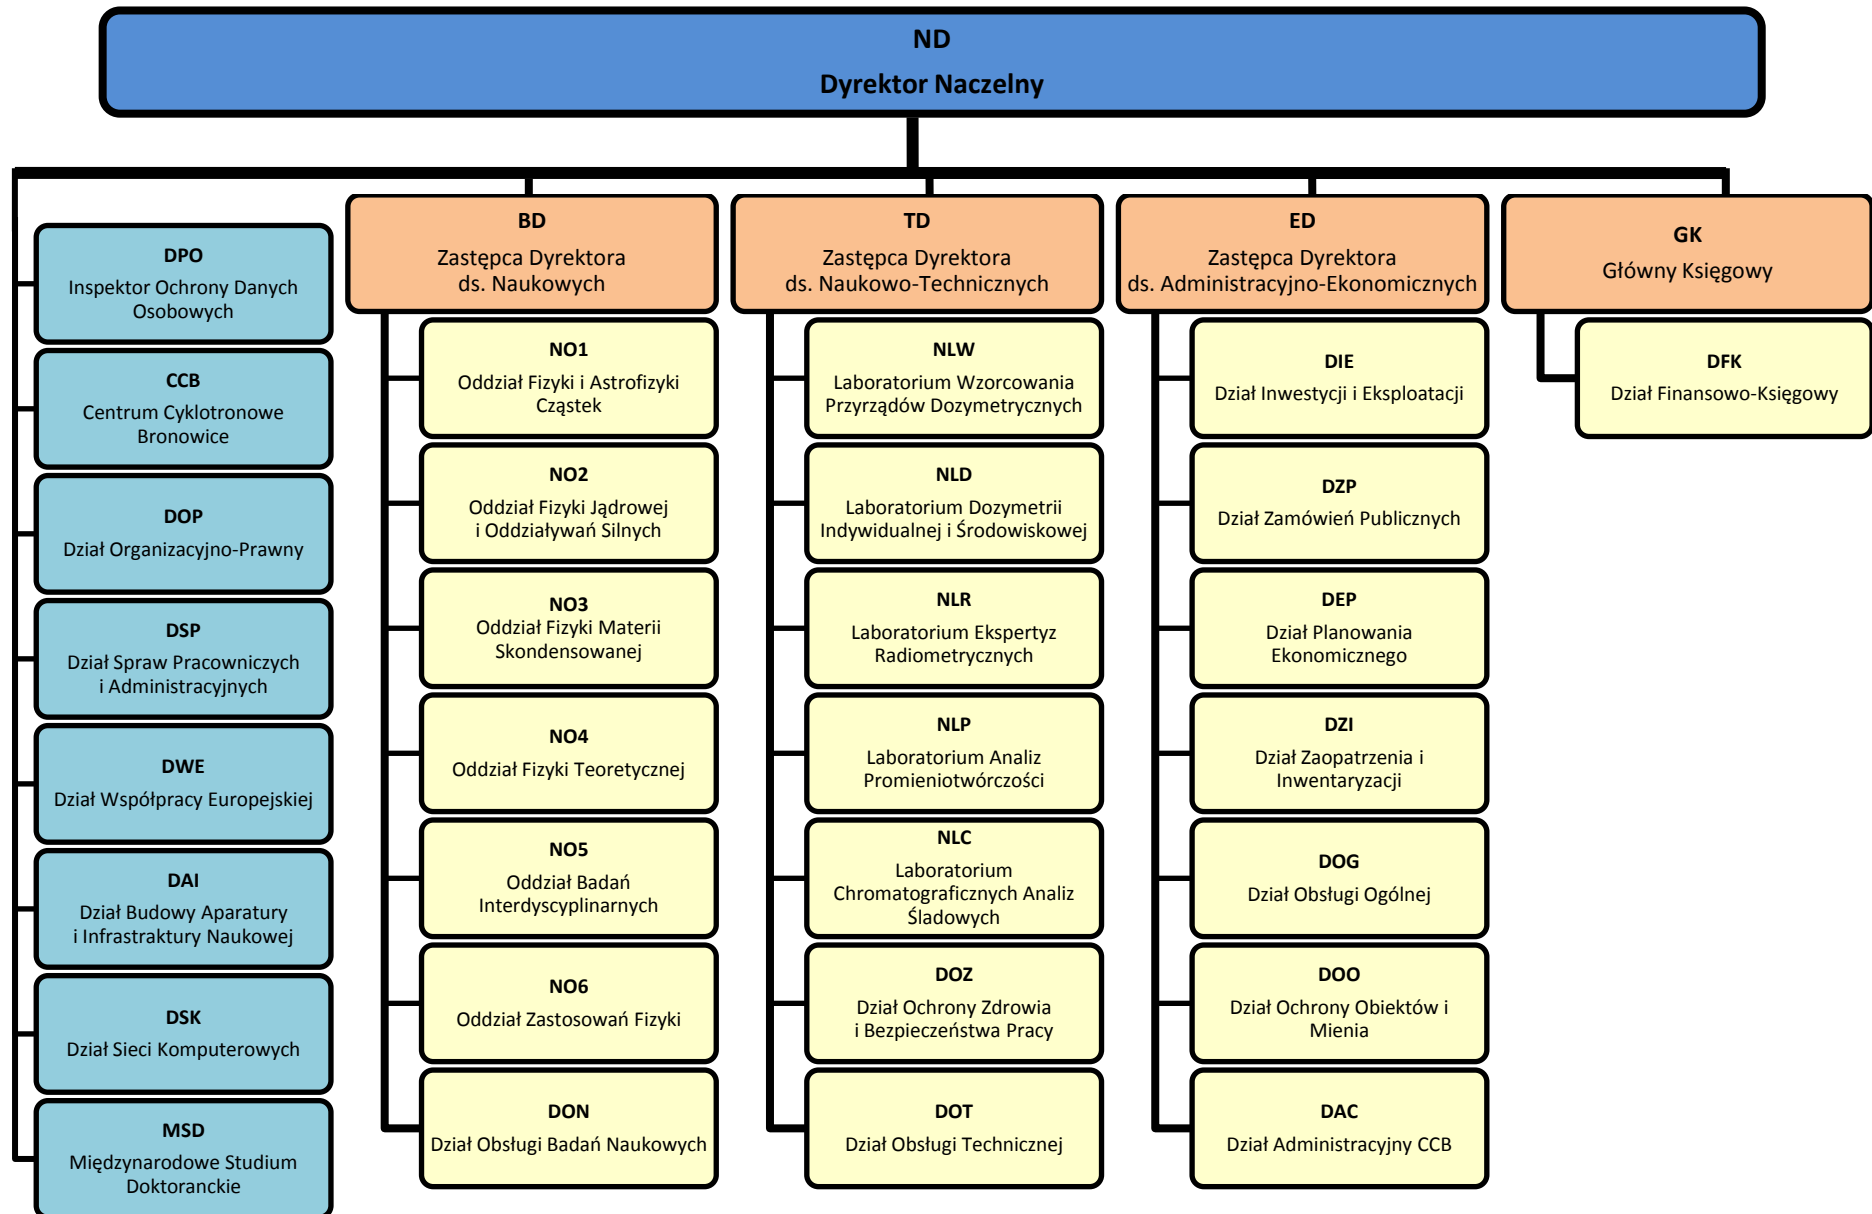 ND
Dyrektor Naczelny
DPO
Inspektor Ochrony Danych
Osobowych
CCB
Centrum Cyklotronowe
Bronowice
DOP
Dział Organizacyjno-Prawny
DSP
Dział Spraw Pracowniczych
i Administracyjnych
DWE
Dział Współpracy Europejskiej
DAI
Dział Budowy Aparatury
i Infrastraktury Naukowej
DSK
Dział Sieci Komputerowych
MSD
Międzynarodowe Studium
Doktoranckie
BD
Zastępca Dyrektora
ds. Naukowych
NO1
Oddział Fizyki i Astrofizyki
Cząstek
NO2
Oddział Fizyki Jądrowej
i Oddziaływań Silnych
NO3
Oddział Fizyki Materii
Skondensowanej
NO4
Oddział Fizyki Teoretycznej
NO5
Oddział Badań
Interdyscyplinarnych
NO6
Oddział Zastosowań Fizyki
DON
Dział Obsługi Badań Naukowych
TD
Zastępca Dyrektora
ds. Naukowo-Technicznych
NLW
Laboratorium Wzorcowania
Przyrządów Dozymetrycznych
NLD
Laboratorium Dozymetrii
Indywidualnej i Środowiskowej
NLR
Laboratorium Ekspertyz
Radiometrycznych
NLP
Laboratorium Analiz
Promieniotwórczości
NLC
Laboratorium
Chromatograficznych Analiz
Śladowych
DOZ
Dział Ochrony Zdrowia
i Bezpieczeństwa Pracy
DOT
Dział Obsługi Technicznej
ED
Zastępca Dyrektora
ds. Administracyjno-Ekonomicznych
DIE
Dział Inwestycji i Eksploatacji
DZP
Dział Zamówień Publicznych
DEP
Dział Planowania
Ekonomicznego
DZI
Dział Zaopatrzenia i
Inwentaryzacji
DOG
Dział Obsługi Ogólnej
DOO
Dział Ochrony Obiektów i
Mienia
DAC
Dział Administracyjny CCB
GK
Główny Księgowy
DFK
Dział Finansowo-Księgowy